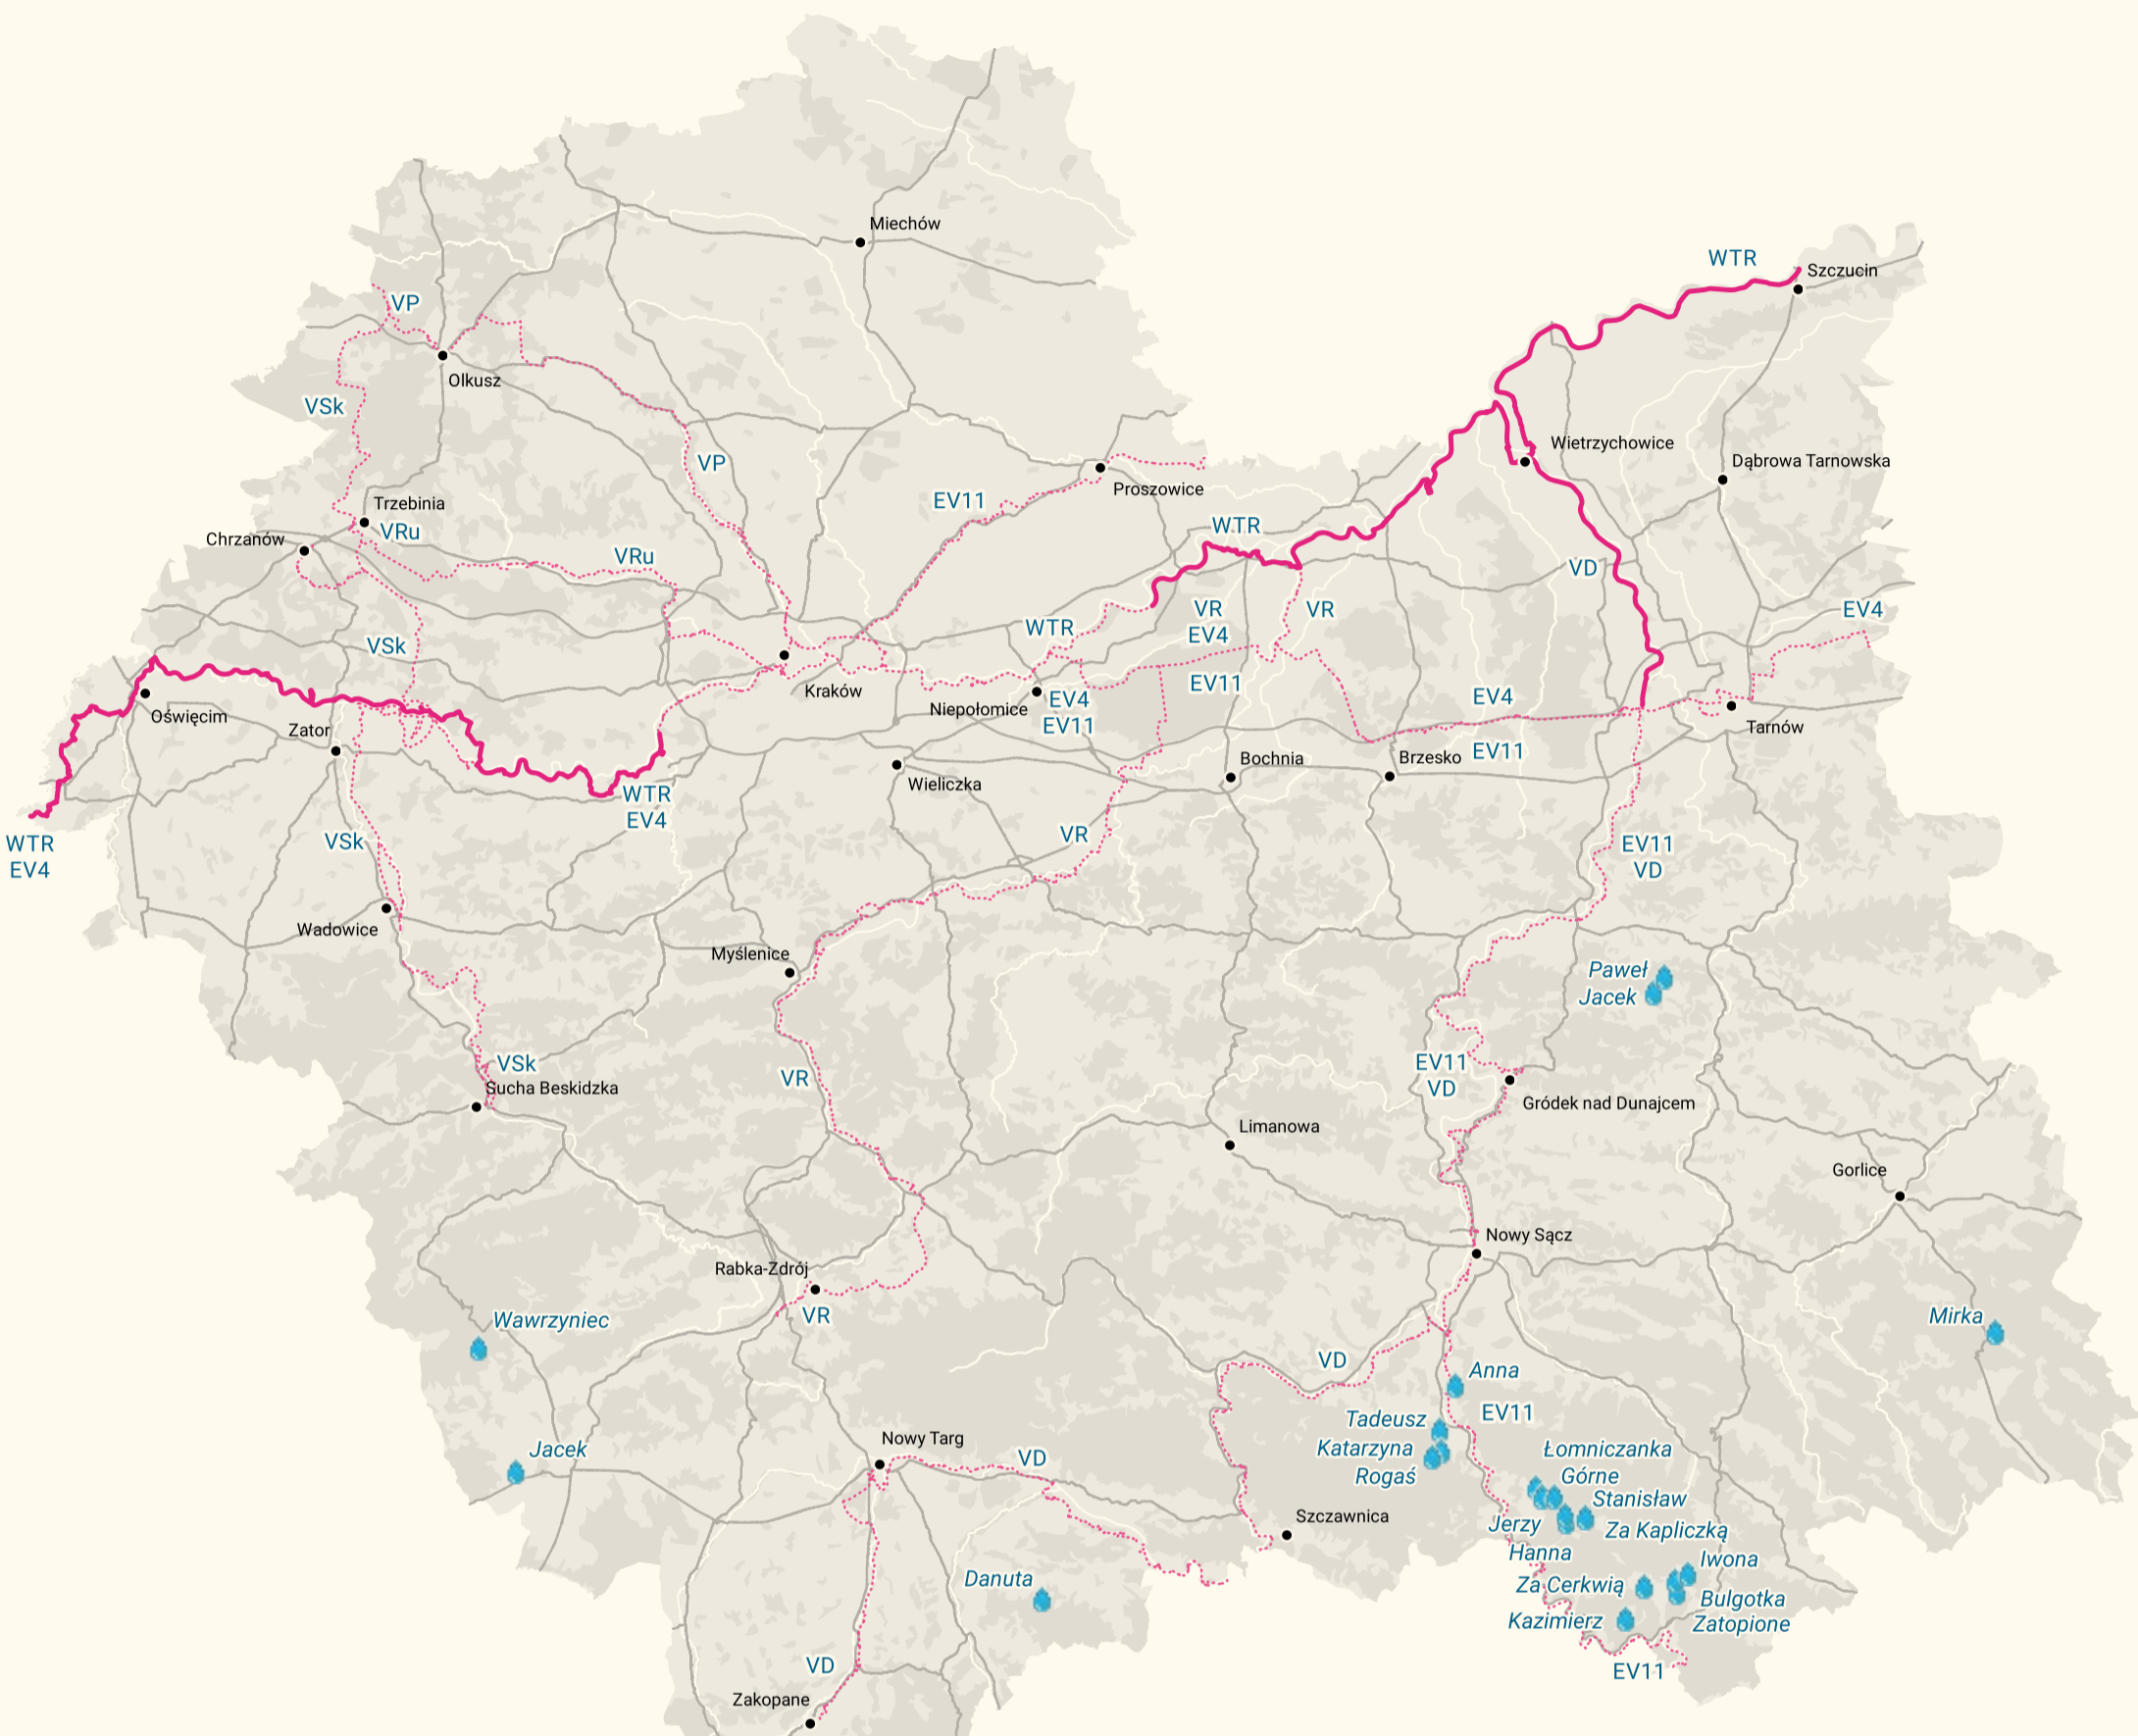 Miechów
WTR
Szczucin
VP
Olkusz
VSk
VP
Wietrzychowice
Dąbrowa Tarnowska
Proszowice
EV11
Trzebinia
VRu
WTR
Chrzanów
VRu
VD
VR
EV4
VR
EV4
WTR
VSk
Kraków
EV11
EV4
Niepołomice
EV4
EV11
Oświęcim
Zator
Tarnów
EV11
Bochnia
Brzesko
Wieliczka
WTR
EV4
WTR
EV4
VSk
VR
EV11
VD
Wadowice
Myślenice
Paweł
Jacek
VSk
Sucha Beskidzka
VR
EV11
VD
Gródek nad Dunajcem
Limanowa
Gorlice
Nowy Sącz
Rabka-Zdrój
VR
Wawrzyniec
Mirka
VD
Anna
EV11
Tadeusz
Katarzyna
Rogaś
Nowy Targ
Jacek
VD
Łomniczanka
Górne
Stanisław
Szczawnica
Jerzy
Za Kapliczką
Hanna
Iwona
Danuta
Za Cerkwią
Bulgotka
Kazimierz
Zatopione
VD
EV11
Zakopane